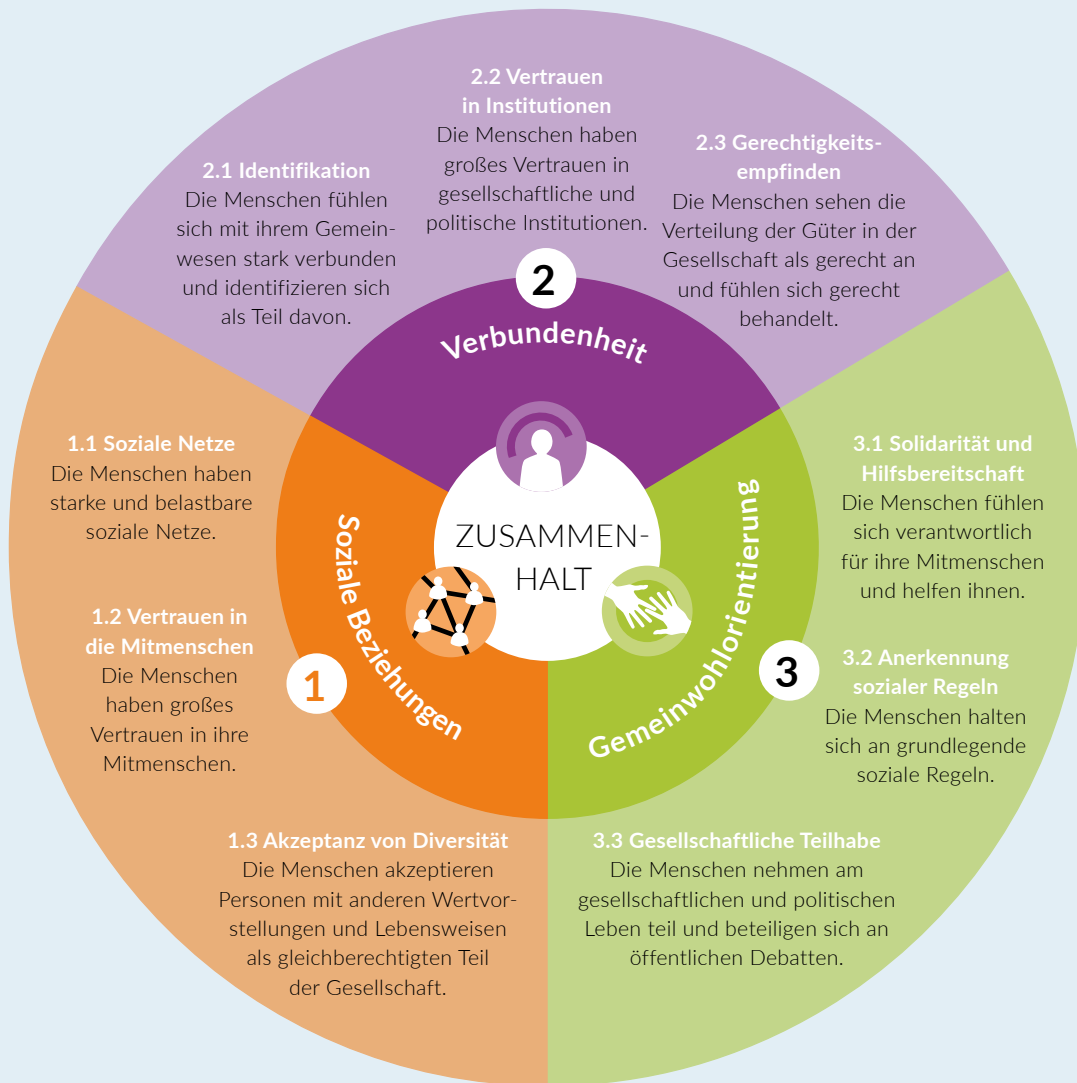 ZUSAMMEN-
HALT
1
Soziale Beziehungen
1.1 Soziale Netze
Die Menschen haben
starke und belastbare
soziale Netze.
1.2 Vertrauen in
die Mitmenschen
Die Menschen
haben großes
Vertrauen in ihre
Mitmenschen.
1.3 Akzeptanz von Diversität
Die Menschen akzeptieren
Personen mit anderen Wertvor-
stellungen und Lebensweisen
als gleichberechtigten Teil
der Gesellschaft.
2
Verbundenheit
2.1 Identifikation
Die Menschen fühlen
sich mit ihrem Gemein-
wesen stark verbunden
und identifizieren sich
als Teil davon.
2.2 Vertrauen
in Institutionen
Die Menschen haben
großes Vertrauen in
gesellschaftliche und
politische Institutionen.
2.3 Gerechtigkeits-
empfinden
Die Menschen sehen die
Verteilung der Güter in der
Gesellschaft als gerecht an
und fühlen sich gerecht
behandelt.
3
Gemeinwohlorientierung
3.1 Solidarität und
Hilfsbereitschaft
Die Menschen fühlen
sich verantwortlich
für ihre Mitmenschen
und helfen ihnen.
3.2 Anerkennung
sozialer Regeln
Die Menschen halten
sich an grundlegende
soziale Regeln.
3.3 Gesellschaftliche Teilhabe
Die Menschen nehmen am
gesellschaftlichen und politischen
Leben teil und beteiligen sich an
öffentlichen Debatten.